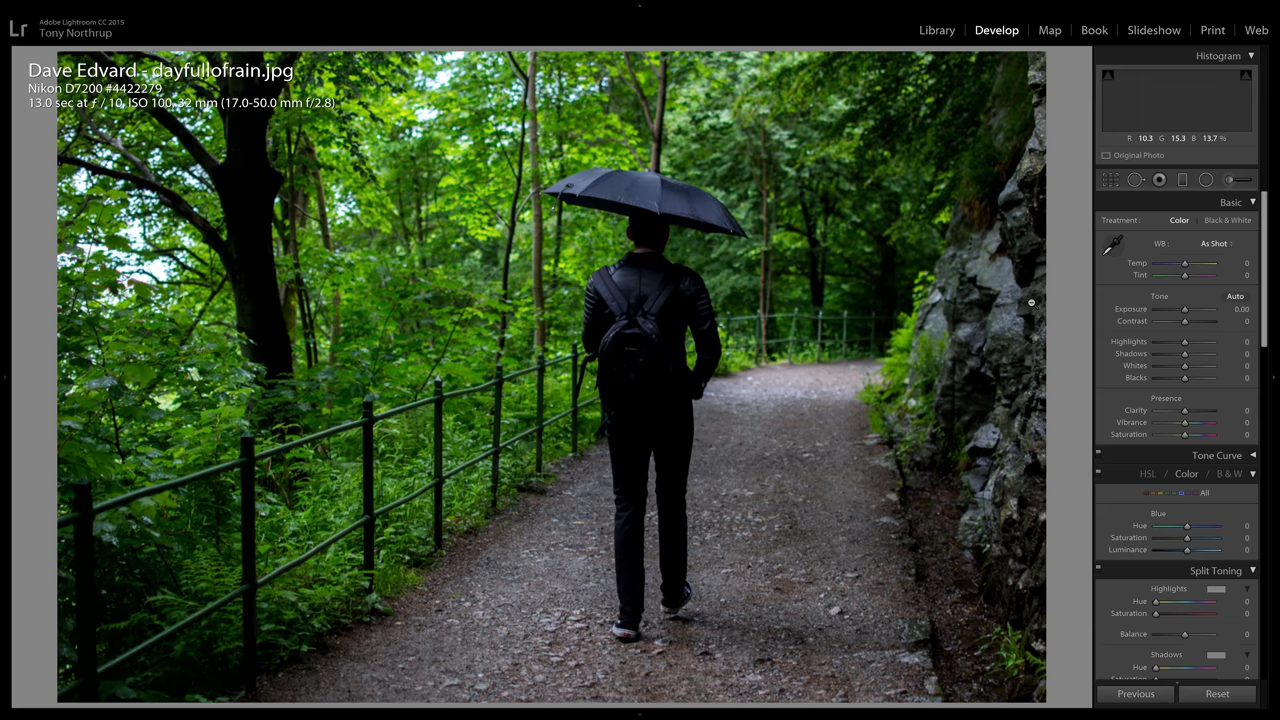 Lr
Adobe Lightroom CC 2015
Tony Northrup
Library | Develop | Map | Book | Slideshow | Print | Web
Dave Edvard - dayfullofrain.jpg
Nikon D7200 #4422279
13.0 sec at ƒ / 10, ISO 100, 32 mm (17.0-50.0 mm f/2.8)
Histogram
R 10.3 G 15.3 B 13.7 %
Original Photo
Basic
Treatment : Color | Black & White
WB : As Shot
Temp 0
Tint 0
Tone Auto
Exposure 0.00
Contrast 0
Highlights 0
Shadows 0
Whites 0
Blacks 0
Presence
Clarity 0
Vibrance 0
Saturation 0
Tone Curve
HSL / Color / B & W
All
Blue
Hue 0
Saturation 0
Luminance 0
Split Toning
Highlights
Hue 0
Saturation 0
Balance 0
Shadows
Hue 0
Previous Reset